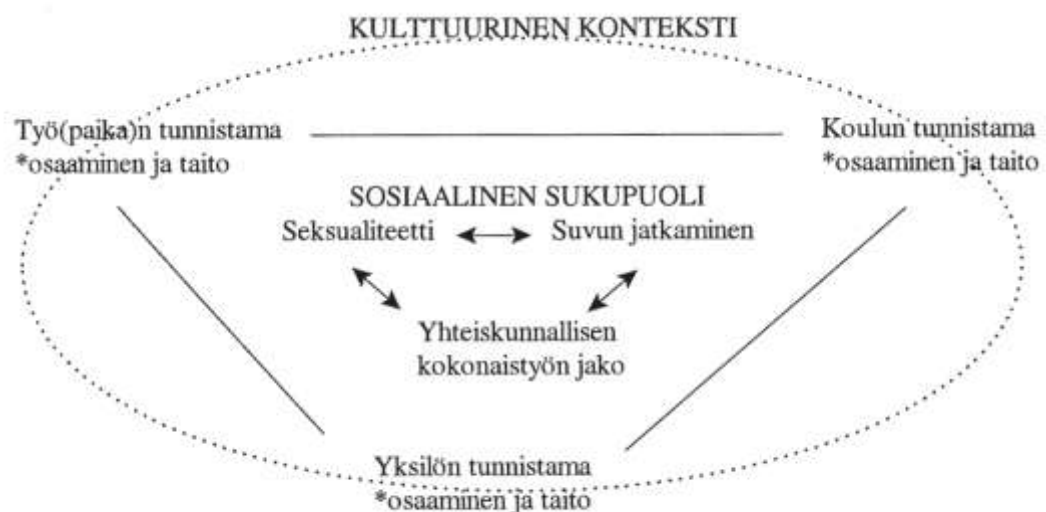 KULTTUURINEN KONTEKSTI
Työ(paika)n tunnistama
*osaaminen ja taito
Koulun tunnistama
*osaaminen ja taito
SOSIAALINEN SUKUPUOLI
Seksualiteetti
Suvun jatkaminen
Yhteiskunnallisen
kokonaistyön jako
Yksilön tunnistama
*osaaminen ja taito